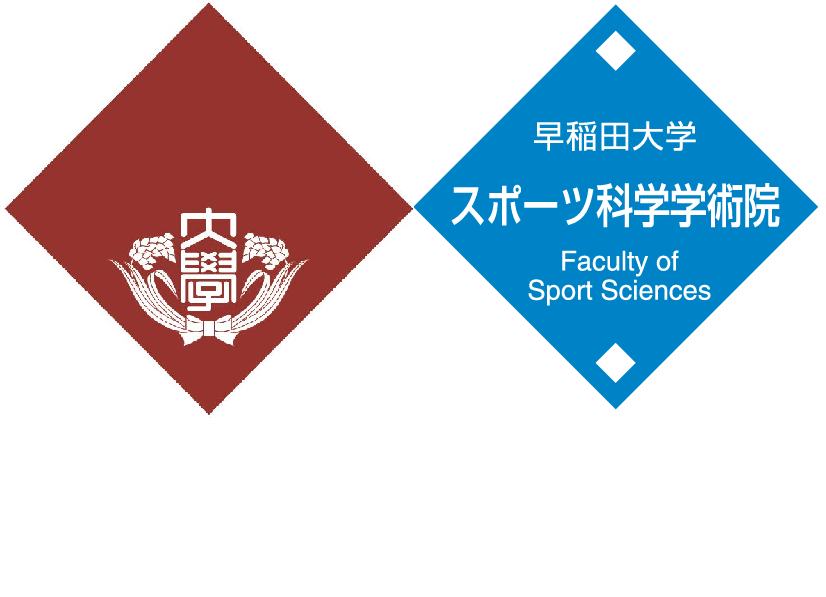 大學
早稲田大学
スポーツ科学学術院
Faculty of
Sport Sciences